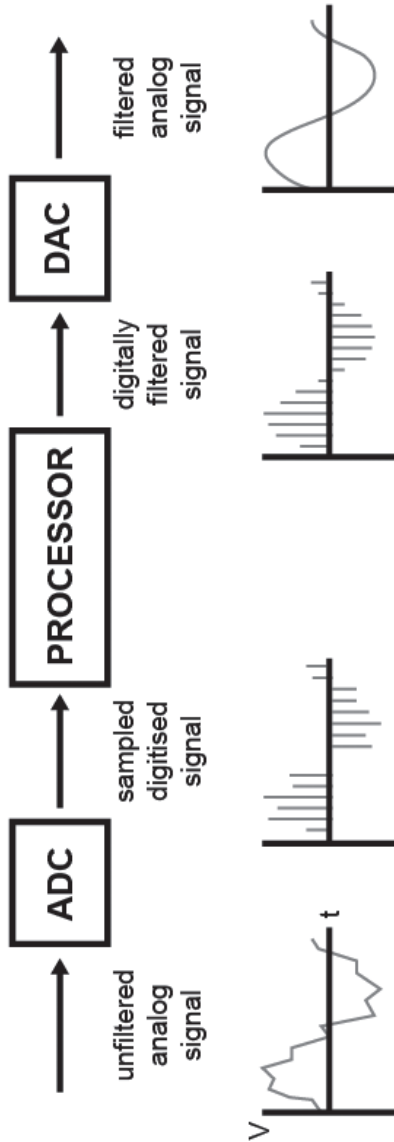 ADC
PROCESSOR
DAC
unfiltered
analog
signal
sampled
digitised
signal
digitally
filtered
signal
filtered
analog
signal
V
t